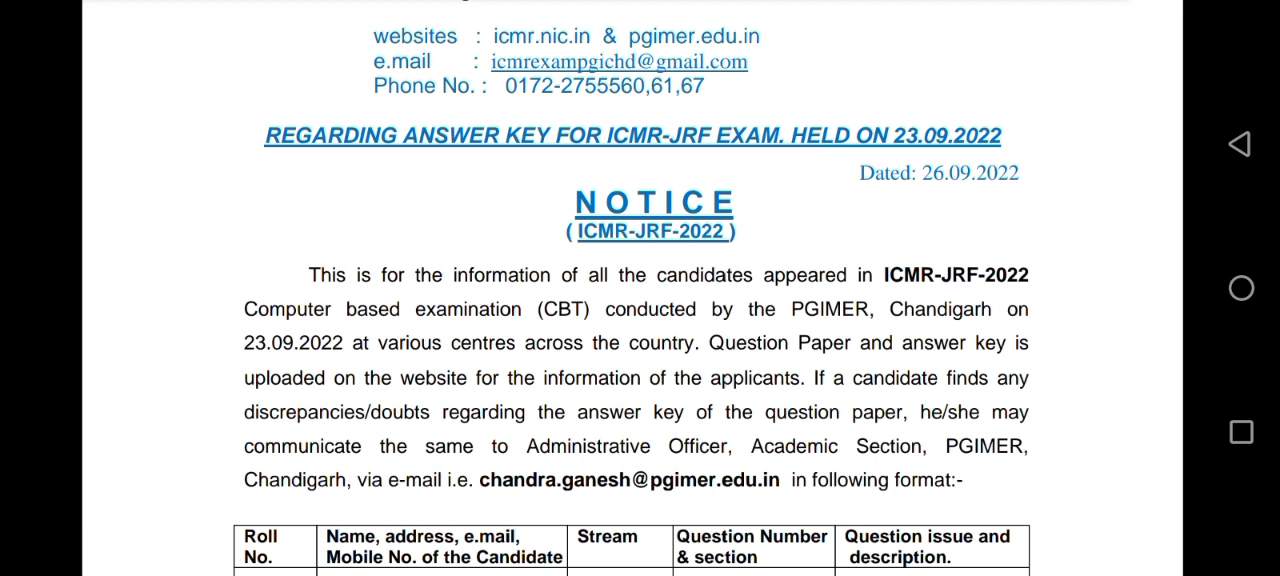 websites : icmr.nic.in & pgimer.edu.in
e.mail : icmrexampgichd@gmail.com
Phone No. : 0172-2755560,61,67
REGARDING ANSWER KEY FOR ICMR-JRF EXAM. HELD ON 23.09.2022
Dated: 26.09.2022
N O T I C E
( ICMR-JRF-2022 )
This is for the information of all the candidates appeared in ICMR-JRF-2022
Computer based examination (CBT) conducted by the PGIMER, Chandigarh on
23.09.2022 at various centres across the country. Question Paper and answer key is
uploaded on the website for the information of the applicants. If a candidate finds any
discrepancies/doubts regarding the answer key of the question paper, he/she may
communicate the same to Administrative Officer, Academic Section, PGIMER,
Chandigarh, via e-mail i.e. chandra.ganesh@pgimer.edu.in in following format:-
Roll No. Name, address, e.mail, Mobile No. of the Candidate Stream Question Number & section Question issue and description.